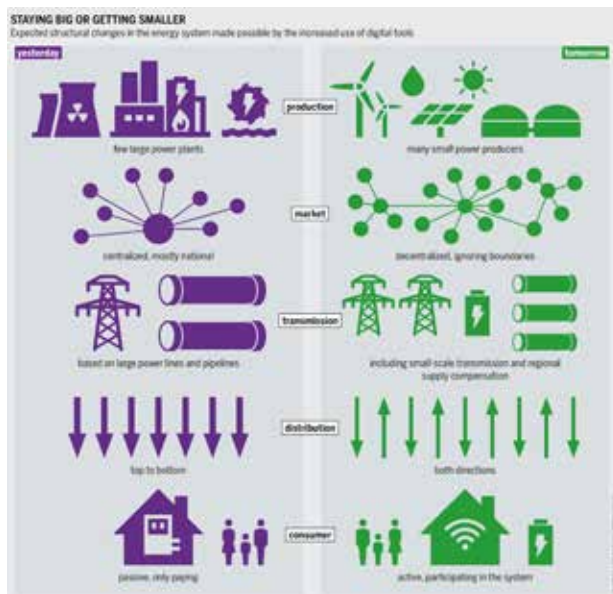 STAYING BIG OR GETTING SMALLER
Expected structural changes in the energy system made possible by the increased use of digital tools
yesterday
tomorrow
production
few large power plants
many small power producers
market
centralized, mostly national
decentralized, ignoring boundaries
transmission
based on large power lines and pipelines
including small-scale transmission and regional
supply compensation
distribution
top to bottom
both directions
consumer
passive, only paying
active, participating in the system